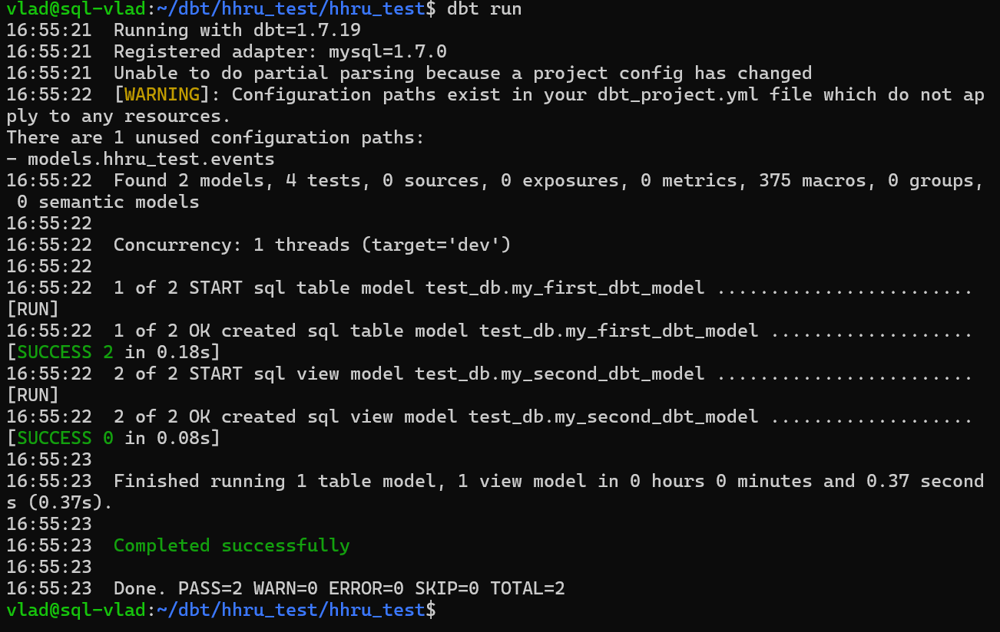 vlad@sql-vlad:~/dbt/hhru_test/hhru_test$ dbt run
16:55:21  Running with dbt=1.7.19
16:55:21  Registered adapter: mysql=1.7.0
16:55:21  Unable to do partial parsing because a project config has changed
16:55:22  [WARNING]: Configuration paths exist in your dbt_project.yml file which do not ap
ply to any resources.
There are 1 unused configuration paths:
- models.hhru_test.events
16:55:22  Found 2 models, 4 tests, 0 sources, 0 exposures, 0 metrics, 375 macros, 0 groups,
 0 semantic models
16:55:22
16:55:22  Concurrency: 1 threads (target='dev')
16:55:22
16:55:22  1 of 2 START sql table model test_db.my_first_dbt_model ........................
[RUN]
16:55:22  1 of 2 OK created sql table model test_db.my_first_dbt_model ...................
[SUCCESS 2 in 0.18s]
16:55:22  2 of 2 START sql view model test_db.my_second_dbt_model ........................
[RUN]
16:55:22  2 of 2 OK created sql view model test_db.my_second_dbt_model ...................
[SUCCESS 0 in 0.08s]
16:55:23
16:55:23  Finished running 1 table model, 1 view model in 0 hours 0 minutes and 0.37 second
s (0.37s).
16:55:23
16:55:23  Completed successfully
16:55:23
16:55:23  Done. PASS=2 WARN=0 ERROR=0 SKIP=0 TOTAL=2
vlad@sql-vlad:~/dbt/hhru_test/hhru_test$